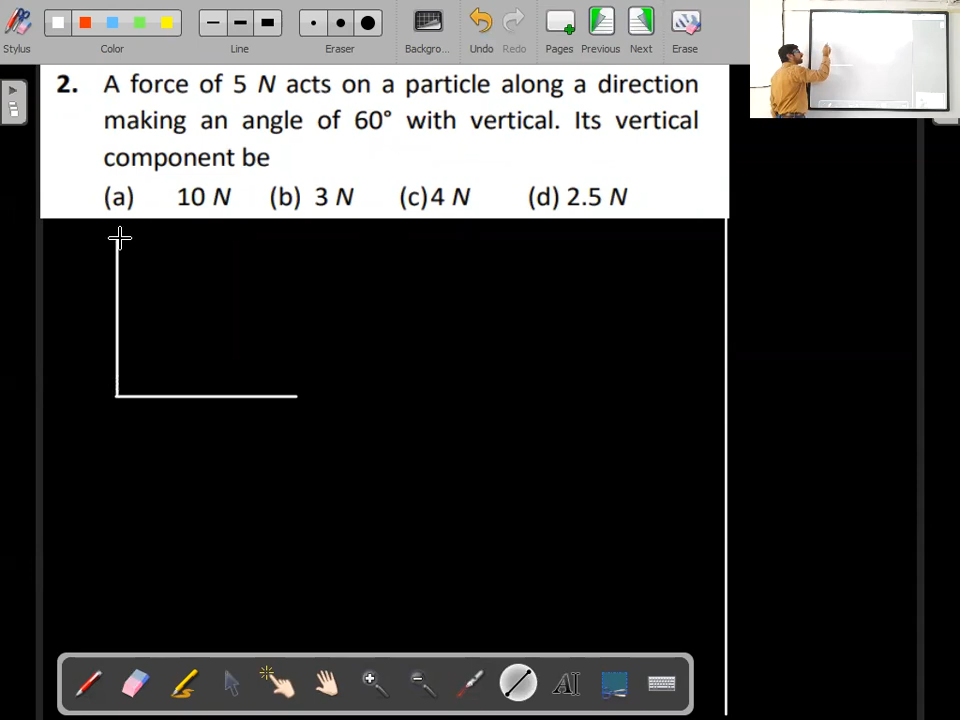 Stylus
Color
Line
Eraser
Backgro...
Undo
Redo
Pages
Previous
Next
Erase
2. A force of 5 N acts on a particle along a direction
making an angle of 60° with vertical. Its vertical
component be
(a) 10 N (b) 3 N (c) 4 N (d) 2.5 N
AI